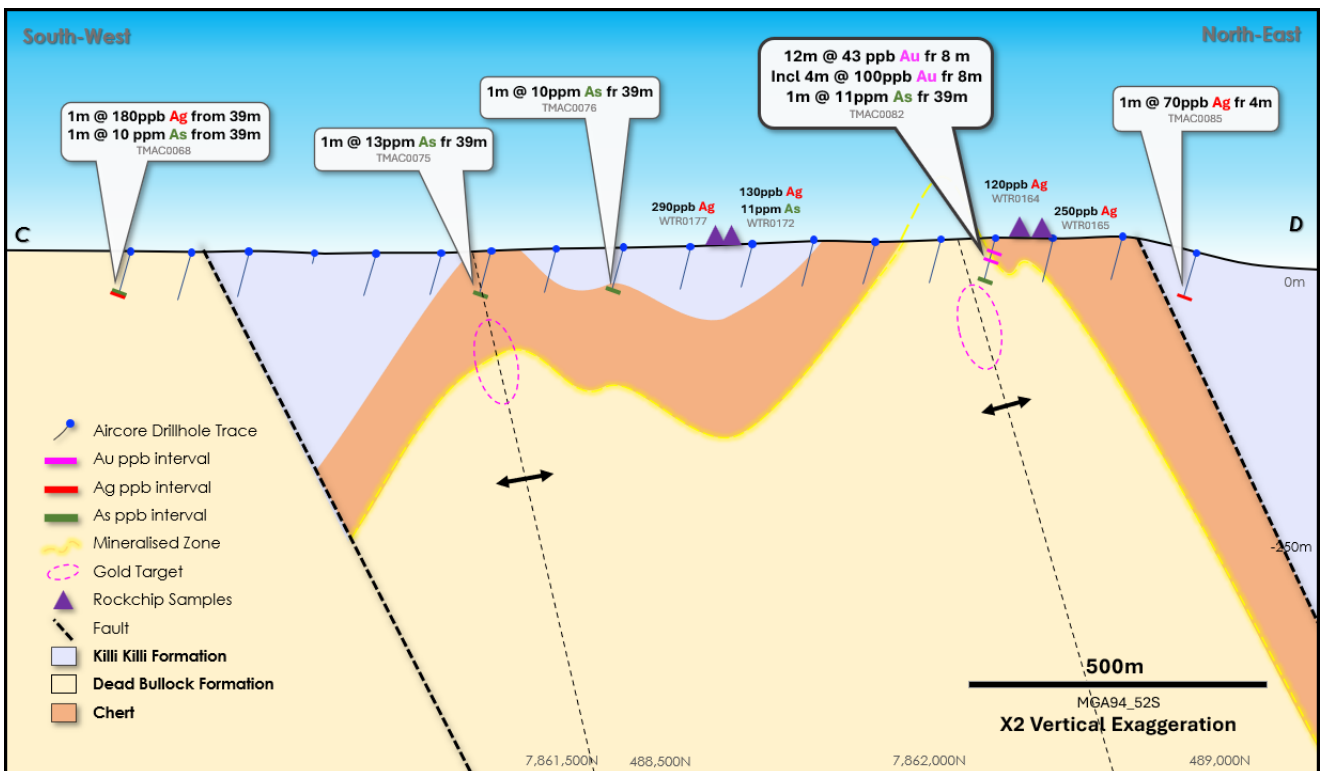 South-West
North-East
1m @ 180ppb Ag from 39m
1m @ 10 ppm As from 39m
TMAC0068
1m @ 13ppm As fr 39m
TMAC0075
1m @ 10ppm As fr 39m
TMAC0076
12m @ 43 ppb Au fr 8 m
Incl 4m @ 100ppb Au fr 8m
1m @ 11ppm As fr 39m
TMAC0082
1m @ 70ppb Ag fr 4m
TMAC0085
290ppb Ag
WTR0177
130ppb Ag
11ppm As
WTR0172
120ppb Ag
WTR0164
250ppb Ag
WTR0165
C
D
0m
-250m
Aircore Drillhole Trace
Au ppb interval
Ag ppb interval
As ppb interval
Mineralised Zone
Gold Target
Rockchip Samples
Fault
Killi Killi Formation
Dead Bullock Formation
Chert
500m
MGA94_52S
X2 Vertical Exaggeration
7,861,500N
488,500N
7,862,000N
489,000N